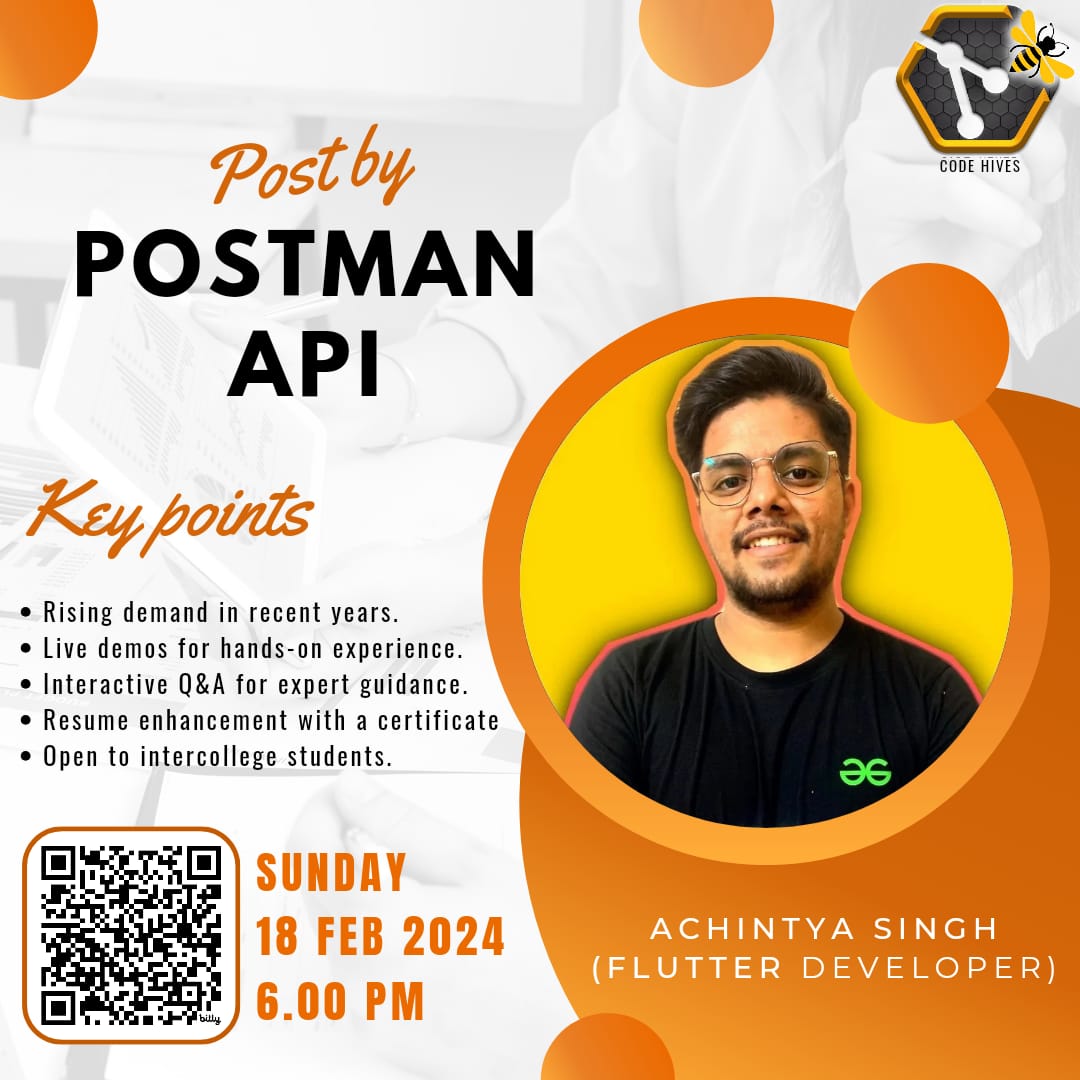 CODE HIVES
Post by
POSTMAN
API
Key points
• Rising demand in recent years.
• Live demos for hands-on experience.
• Interactive Q&A for expert guidance.
• Resume enhancement with a certificate
• Open to intercollege students.
bitly
SUNDAY
18 FEB 2024
6.00 PM
ACHINTYA SINGH
(FLUTTER DEVELOPER)